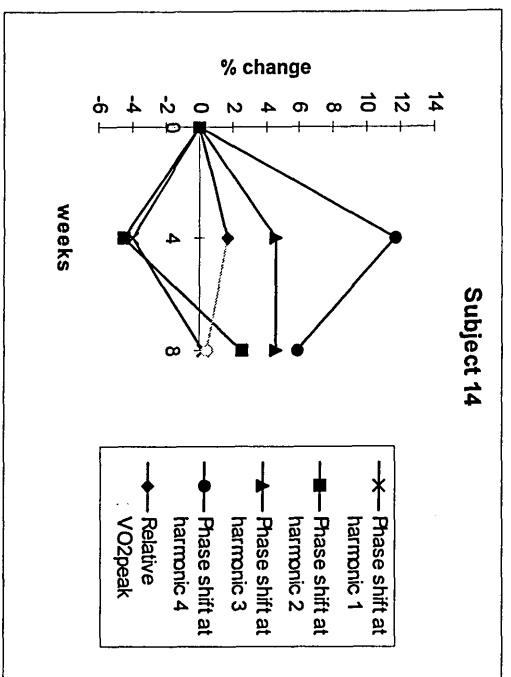 Subject 14
% change
14
12
10
8
6
4
2
0
-2
-4
-6
0
4
8
weeks
Phase shift at
harmonic 1
Phase shift at
harmonic 2
Phase shift at
harmonic 3
Phase shift at
harmonic 4
Relative
VO2peak